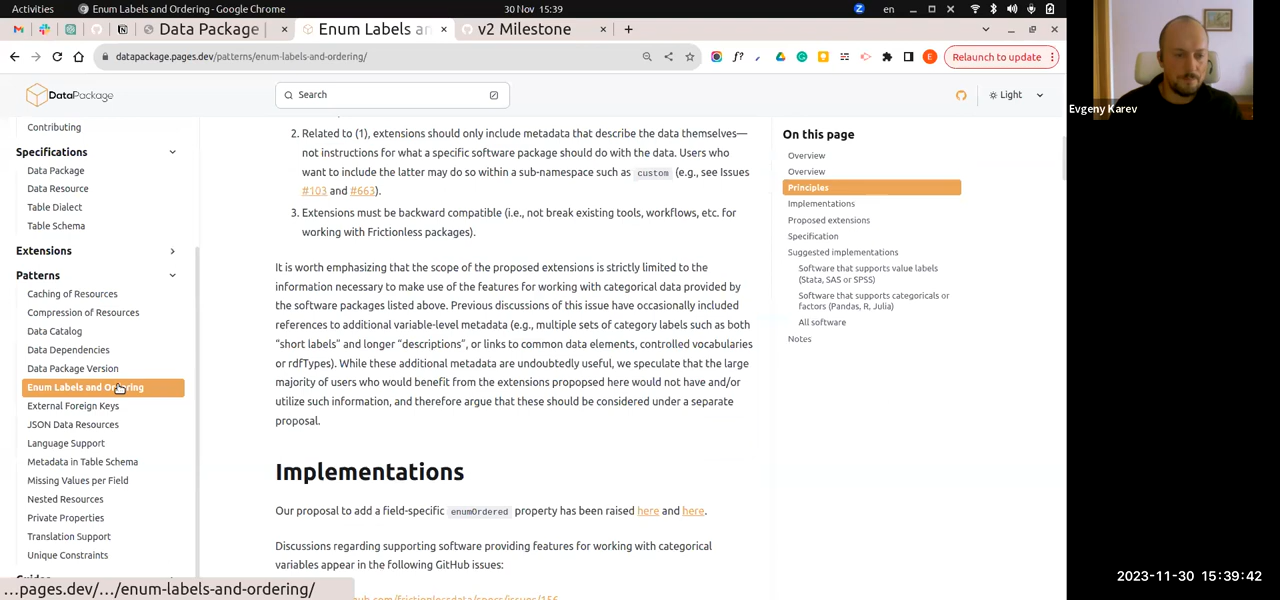 Activities
Enum Labels and Ordering - Google Chrome
30 Nov 15:39
en
Data Package
Enum Labels an
v2 Milestone
datapackage.pages.dev/patterns/enum-labels-and-ordering/
Relaunch to update
DataPackage
Search
Light
Evgeny Karev
Contributing
Specifications
Data Package
Data Resource
Table Dialect
Table Schema
Extensions
Patterns
Caching of Resources
Compression of Resources
Data Catalog
Data Dependencies
Data Package Version
Enum Labels and Ordering
External Foreign Keys
JSON Data Resources
Language Support
Metadata in Table Schema
Missing Values per Field
Nested Resources
Private Properties
Translation Support
Unique Constraints
...pages.dev/.../enum-labels-and-ordering/
2. Related to (1), extensions should only include metadata that describe the data themselves—
not instructions for what a specific software package should do with the data. Users who
want to include the latter may do so within a sub-namespace such as custom (e.g., see Issues
#103 and #663).
3. Extensions must be backward compatible (i.e., not break existing tools, workflows, etc. for
working with Frictionless packages).
It is worth emphasizing that the scope of the proposed extensions is strictly limited to the
information necessary to make use of the features for working with categorical data provided by
the software packages listed above. Previous discussions of this issue have occasionally included
references to additional variable-level metadata (e.g., multiple sets of category labels such as both
“short labels” and longer “descriptions”, or links to common data elements, controlled vocabularies
or rdfTypes). While these additional metadata are undoubtedly useful, we speculate that the large
majority of users who would benefit from the extensions propopsed here would not have and/or
utilize such information, and therefore argue that these should be considered under a separate
proposal.
Implementations
Our proposal to add a field-specific enumOrdered property has been raised here and here.
Discussions regarding supporting software providing features for working with categorical
variables appear in the following GitHub issues:
On this page
Overview
Overview
Principles
Implementations
Proposed extensions
Specification
Suggested implementations
Software that supports value labels
(Stata, SAS or SPSS)
Software that supports categoricals or
factors (Pandas, R, Julia)
All software
Notes
2023-11-30 15:39:42